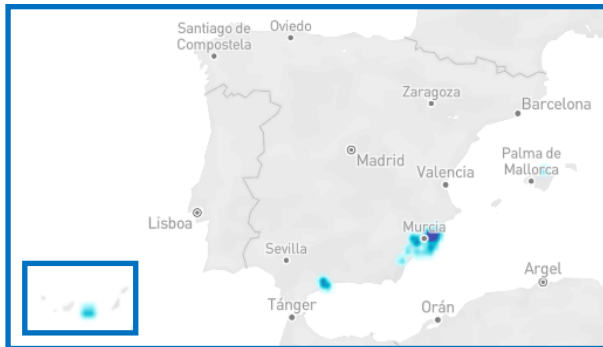 Santiago de
Compostela
Oviedo
Zaragoza
Barcelona
Madrid
Palma de
Mallorca
Valencia
Lisboa
Murcia
Sevilla
Argel
Tánger
Orán